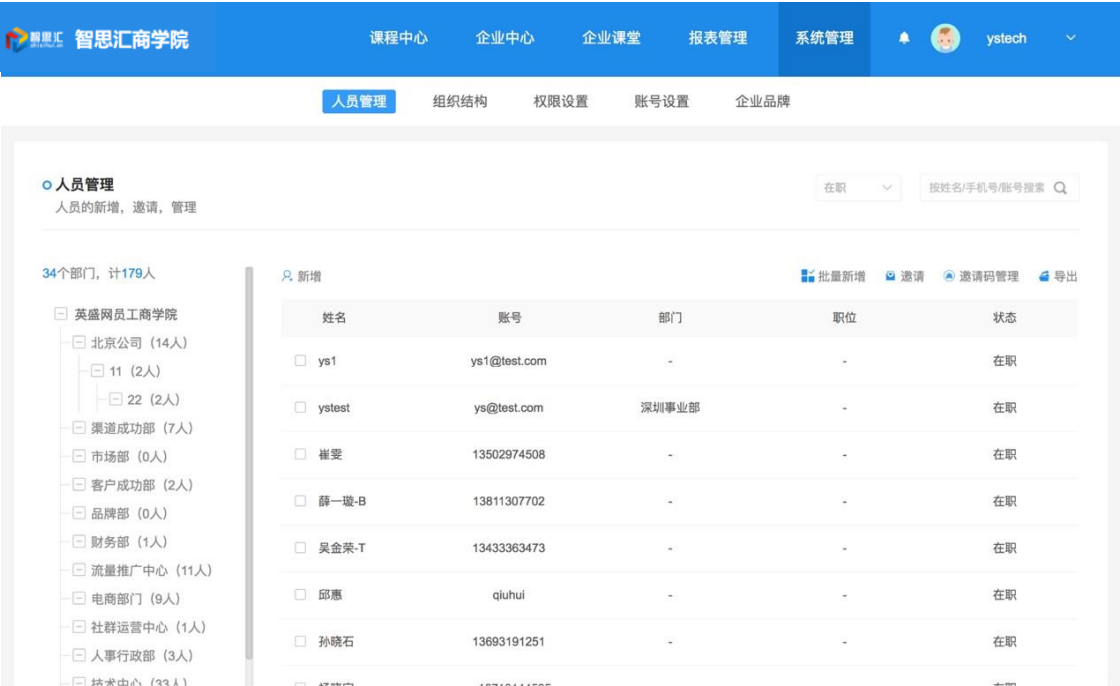 智思汇 智思汇商学院 课程中心 企业中心 企业课堂 报表管理 系统管理 ystech
人员管理 组织结构 权限设置 账号设置 企业品牌
人员管理
人员的新增，邀请，管理
在职 按姓名/手机号/账号搜索
34个部门，计179人
英盛网员工商学院
北京公司（14人）
11（2人）
22（2人）
渠道成功部（7人）
市场部（0人）
客户成功部（2人）
品牌部（0人）
财务部（1人）
流量推广中心（11人）
电商部门（9人）
社群运营中心（1人）
人事行政部（3人）
技术中心（33人）
新增 批量新增 邀请 邀请码管理 导出
姓名 账号 部门 职位 状态
ys1 ys1@test.com - - 在职
ystest ys@test.com 深圳事业部 - 在职
崔雯 13502974508 - - 在职
薛一璇-B 13811307702 - - 在职
吴金荣-T 13433363473 - - 在职
邱惠 qiuhui - - 在职
孙晓石 13693191251 - - 在职